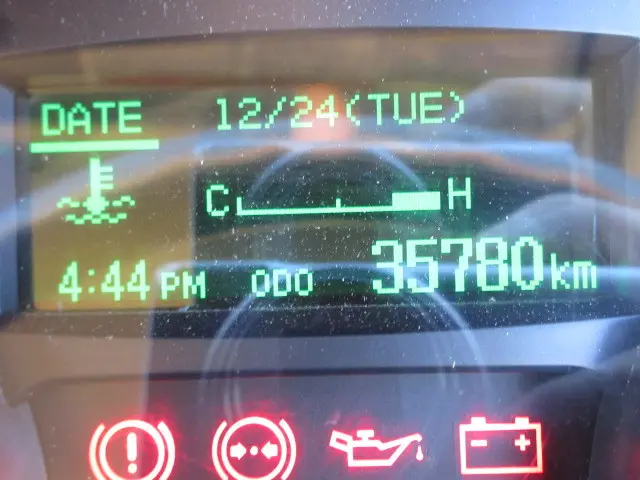 DATE 12/24(TUE)
C H
4:44 PM ODO 35780km